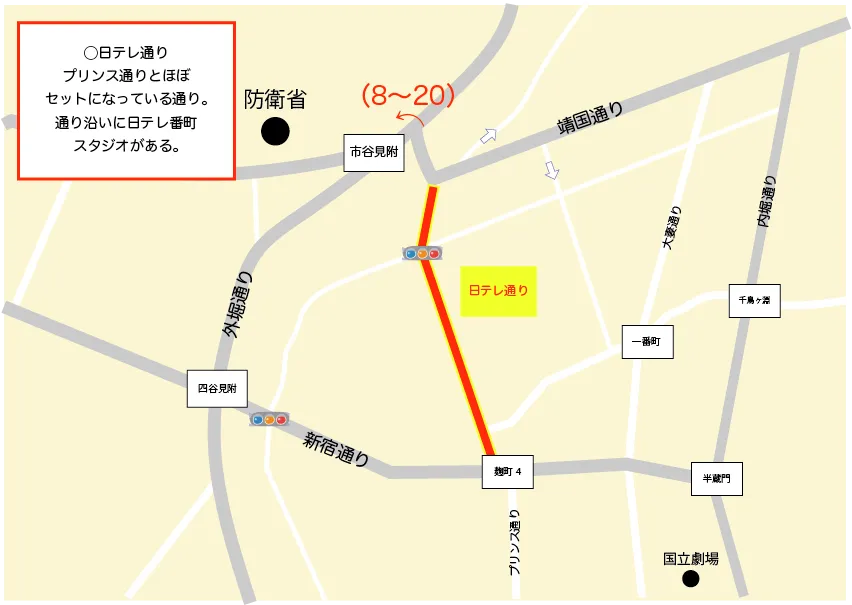 ◯日テレ通り
プリンス通りとほぼ
セットになっている通り。
通り沿いに日テレ番町
スタジオがある。
防衛省
（8〜20）
市谷見附
靖国通り
内堀通り
大妻通り
外堀通り
日テレ通り
千鳥ヶ淵
一番町
四谷見附
新宿通り
麹町4
半蔵門
プリンス通り
国立劇場